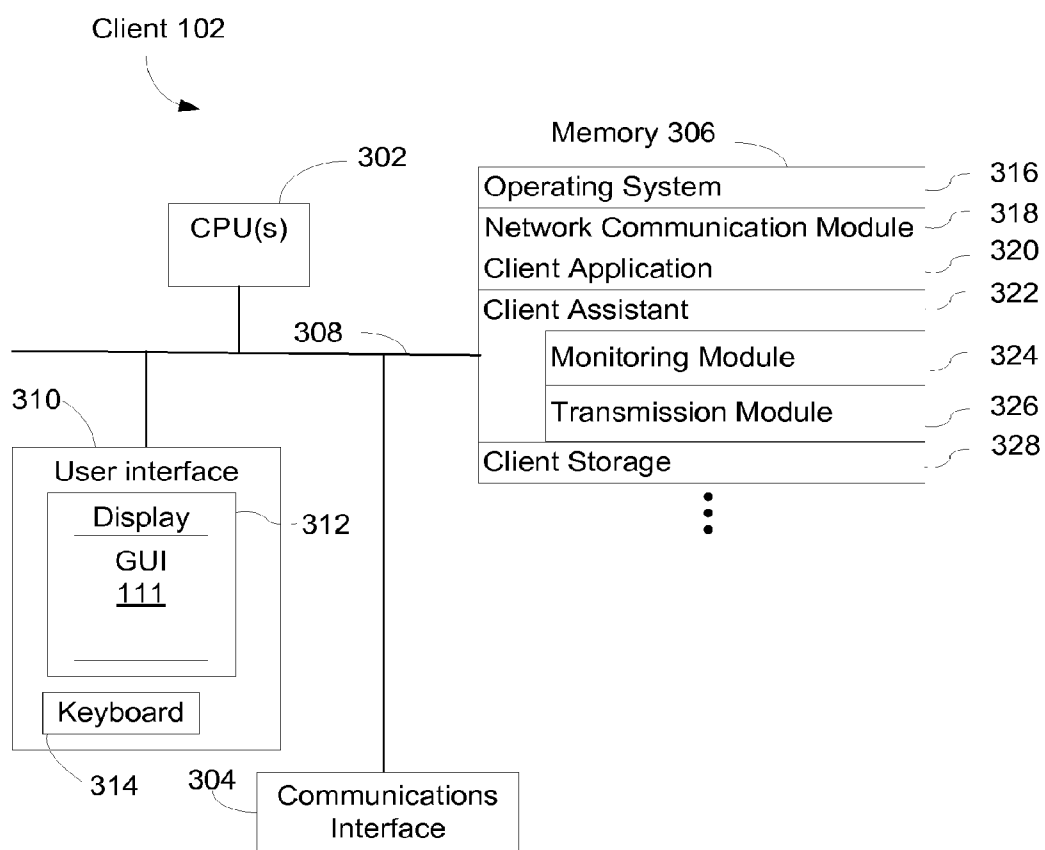 Client 102
302
CPU(s)
308
Memory 306
Operating System 316
Network Communication Module 318
Client Application 320
Client Assistant 322
Monitoring Module 324
Transmission Module 326
Client Storage 328
310
User interface
Display
312
GUI
111
Keyboard
314
304
Communications
Interface